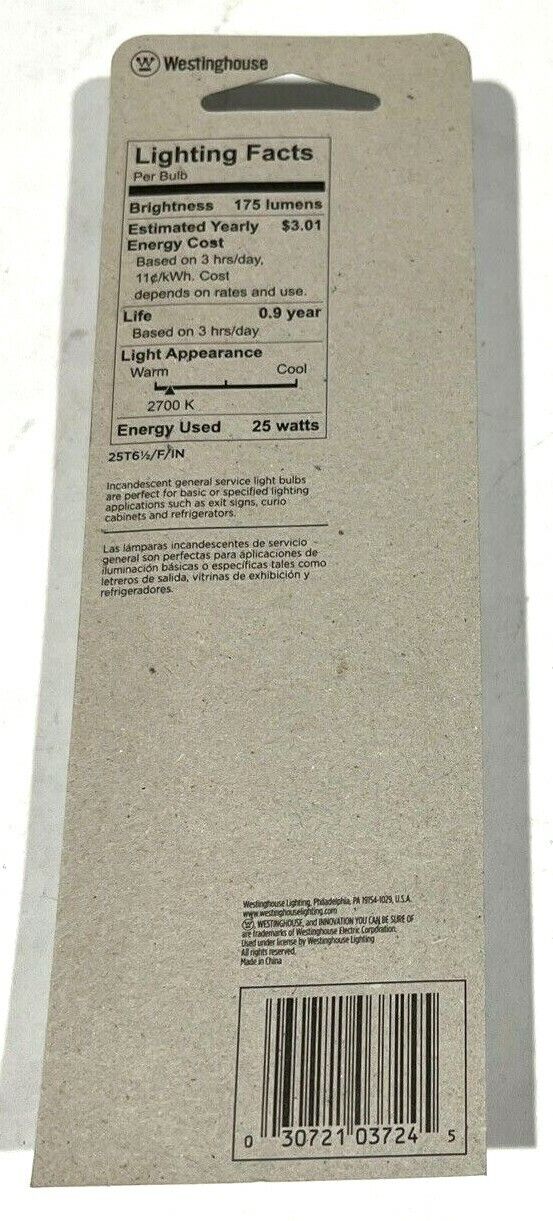 Westinghouse
Lighting Facts
Per Bulb
Brightness 175 lumens
Estimated Yearly $3.01
Energy Cost
Based on 3 hrs/day,
11¢/kWh. Cost
depends on rates and use.
Life 0.9 year
Based on 3 hrs/day
Light Appearance
Warm Cool
2700 K
Energy Used 25 watts
25T6½/F/IN
Incandescent general service light bulbs
are perfect for basic or specified lighting
applications such as exit signs, curio
cabinets and refrigerators.
Las lámparas incandescentes de servicio
general son perfectas para aplicaciones de
iluminación básicas o específicas tales como
letreros de salida, vitrinas de exhibición y
refrigeradores.
Westinghouse Lighting, Philadelphia, PA 19154-1029, U.S.A.
www.westinghouselighting.com
W, WESTINGHOUSE, and INNOVATION YOU CAN BE SURE OF
are trademarks of Westinghouse Electric Corporation.
Used under license by Westinghouse Lighting
All rights reserved.
Made in China
0 30721 03724 5